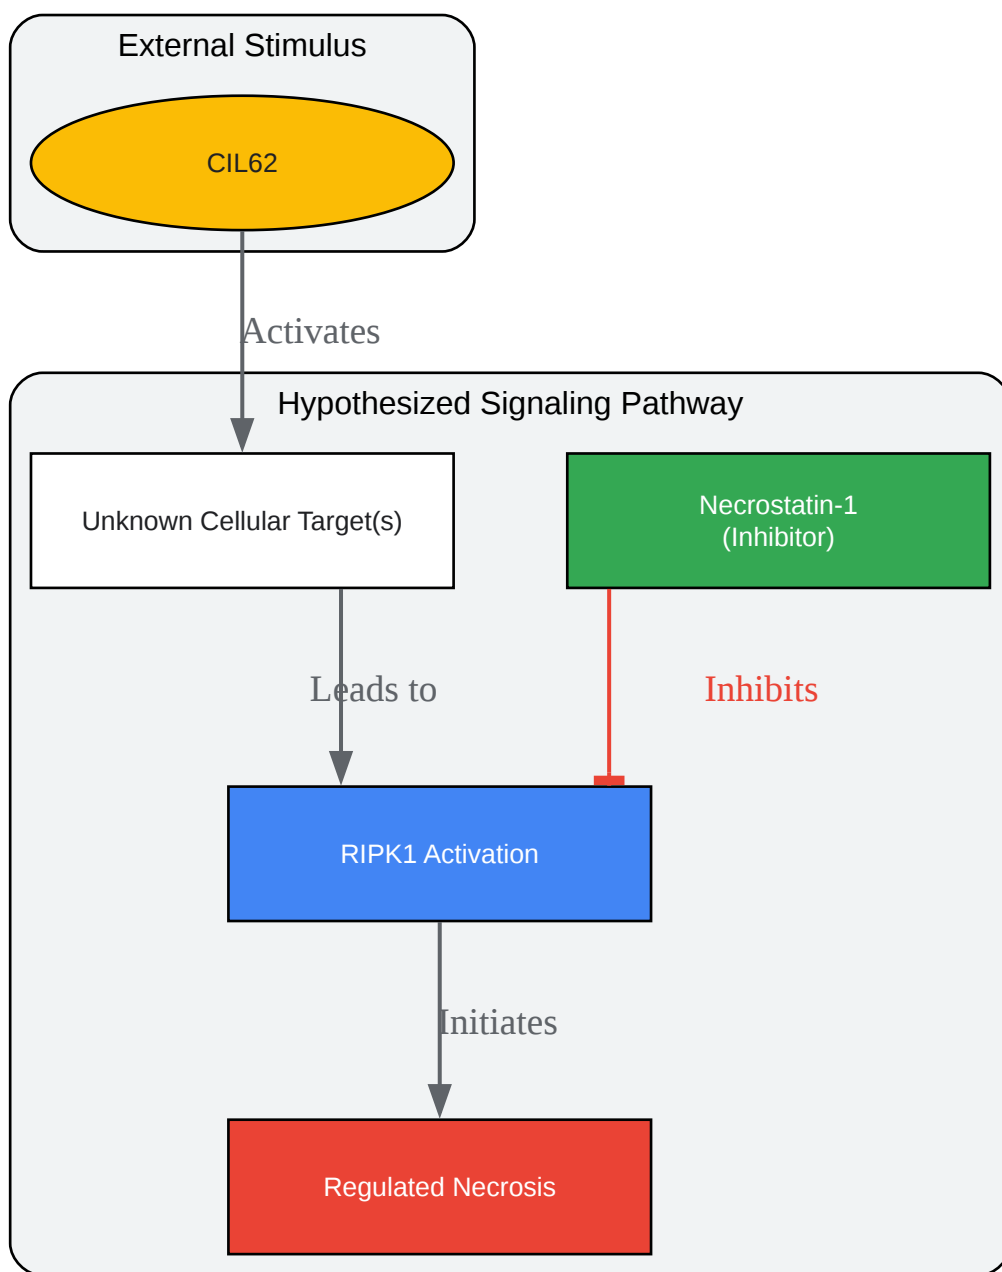 External Stimulus
CIL62
Activates
Hypothesized Signaling Pathway
Unknown Cellular Target(s)
Necrostatin-1
(Inhibitor)
Leads to
Inhibits
RIPK1 Activation
Initiates
Regulated Necrosis